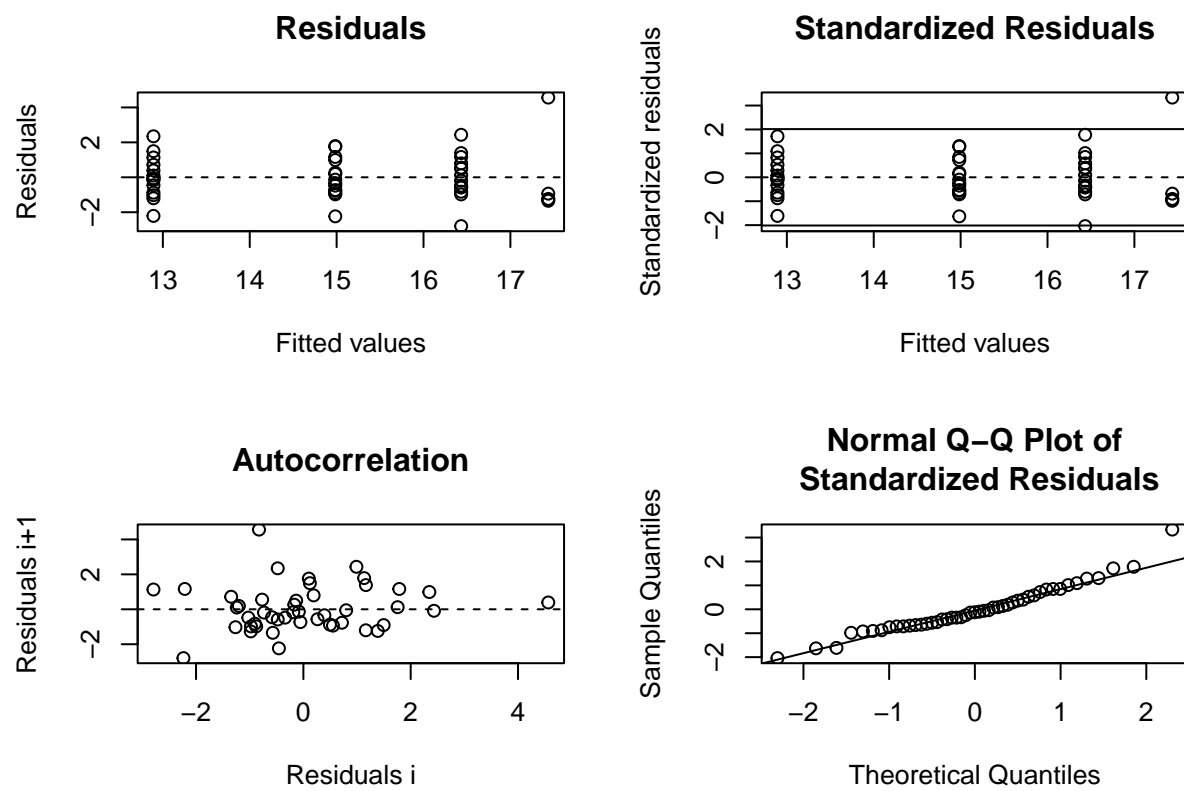 Residuals
Residuals
2
−2
13 14 15 16 17
Fitted values
Standardized Residuals
Standardized residuals
2
0
−2
13 14 15 16 17
Fitted values
Autocorrelation
Residuals i+1
2
−2
−2 0 2 4
Residuals i
Normal Q−Q Plot of
Standardized Residuals
Sample Quantiles
2
0
−2
−2 −1 0 1 2
Theoretical Quantiles